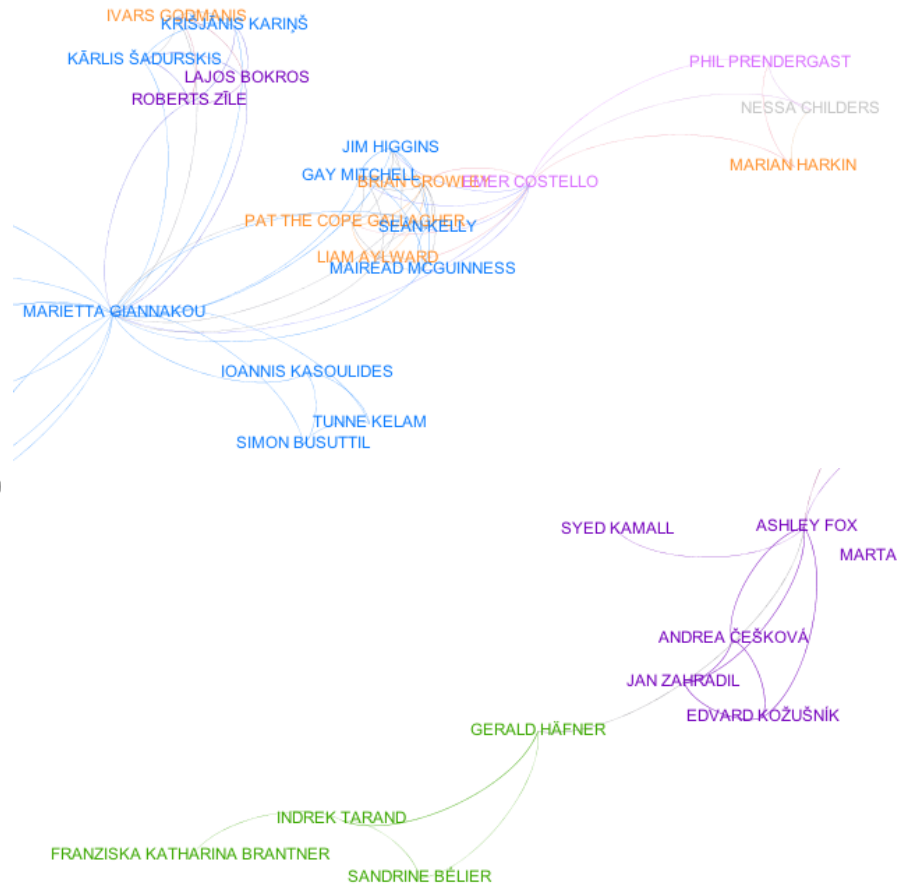 IVARS GODMANIS
KRIŠJĀNIS KARIŅŠ
KĀRLIS ŠADURSKIS
LAJOS BOKROS
ROBERTS ZĪLE
PHIL PRENDERGAST
NESSA CHILDERS
MARIAN HARKIN
JIM HIGGINS
GAY MITCHELL
BRIAN CROWLEY
EMER COSTELLO
PAT THE COPE GALLAGHER
SEÁN KELLY
LIAM AYLWARD
MAIREAD MCGUINNESS
MARIETTA GIANNAKOU
IOANNIS KASOULIDES
TUNNE KELAM
SIMON BUSUTTIL
SYED KAMALL
ASHLEY FOX
MARTA
ANDREA ČEŠKOVÁ
JAN ZAHRADIL
EDVARD KOŽUŠNÍK
GERALD HÄFNER
INDREK TARAND
FRANZISKA KATHARINA BRANTNER
SANDRINE BÉLIER